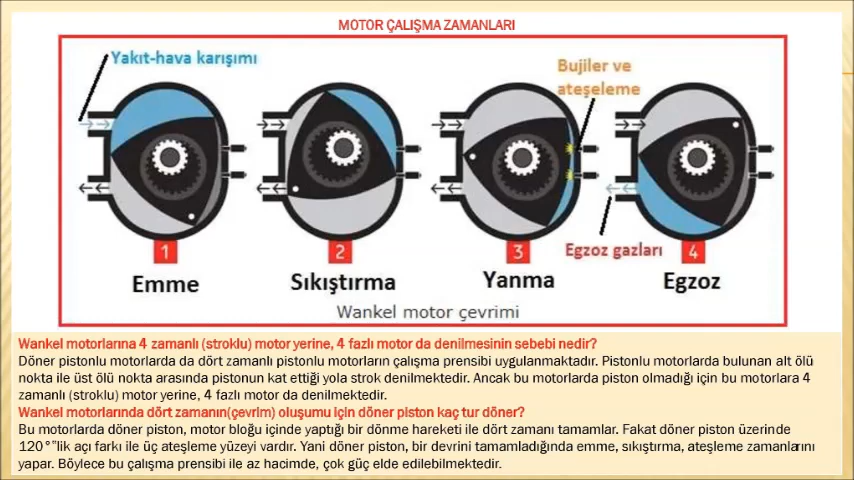 MOTOR ÇALIŞMA ZAMANLARI
Yakıt-hava karışımı
Bujiler ve
ateşeleme
Egzoz gazları
1
2
3
4
Emme
Sıkıştırma
Yanma
Egzoz
Wankel motor çevrimi
Wankel motorlarına 4 zamanlı (stroklu) motor yerine, 4 fazlı motor da denilmesinin sebebi nedir?
Döner pistonlu motorlarda da dört zamanlı pistonlu motorların çalışma prensibi uygulanmaktadır. Pistonlu motorlarda bulunan alt ölü
nokta ile üst ölü nokta arasında pistonun kat ettiği yola strok denilmektedir. Ancak bu motorlarda piston olmadığı için bu motorlara 4
zamanlı (stroklu) motor yerine, 4 fazlı motor da denilmektedir.
Wankel motorlarında dört zamanın(çevrim) oluşumu için döner piston kaç tur döner?
Bu motorlarda döner piston, motor bloğu içinde yaptığı bir dönme hareketi ile dört zamanı tamamlar. Fakat döner piston üzerinde
120°'lik açı farkı ile üç ateşleme yüzeyi vardır. Yani döner piston, bir devrini tamamladığında emme, sıkıştırma, ateşleme zamanlarını
yapar. Böylece bu çalışma prensibi ile az hacimde, çok güç elde edilebilmektedir.